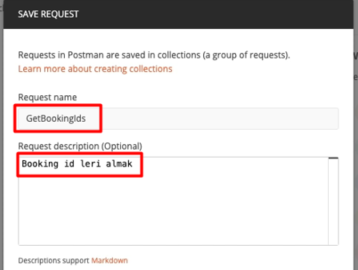 SAVE REQUEST
Requests in Postman are saved in collections (a group of requests).
Learn more about creating collections
Request name
GetBookingIds
Request description (Optional)
Booking id leri almak
Descriptions support Markdown